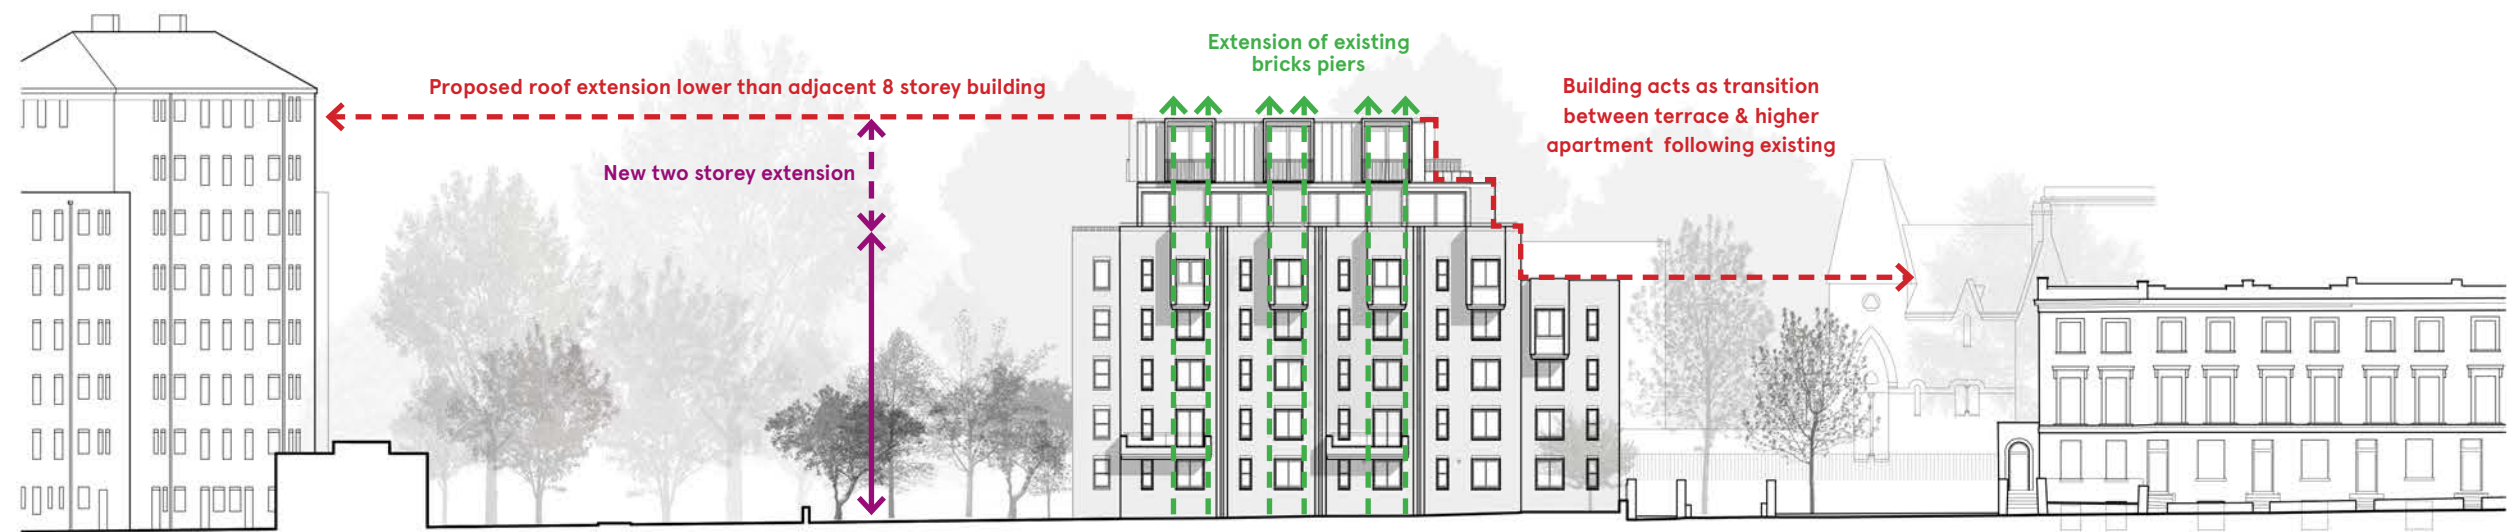 Extension of existing
bricks piers
Proposed roof extension lower than adjacent 8 storey building
Building acts as transition
between terrace & higher
apartment following existing
New two storey extension